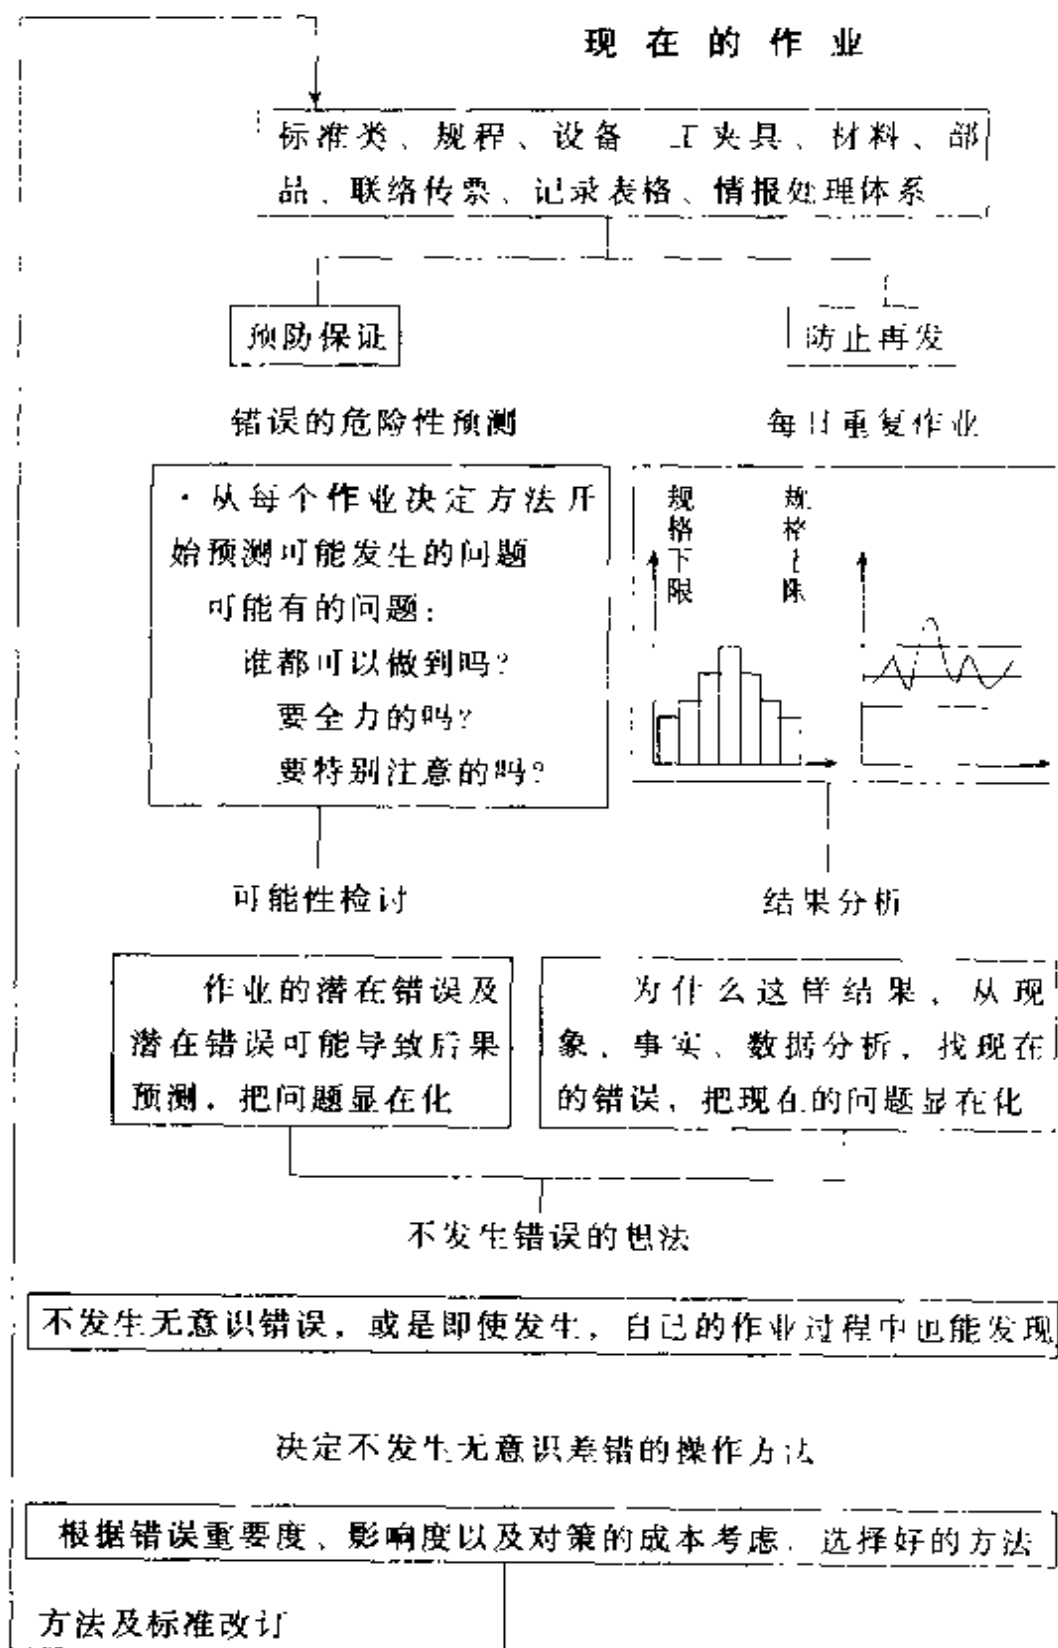 现在的作业
标准类、规程、设备 工夹具、材料、部
品、联络传票、记录表格、情报处理体系
预防保证
防止再发
错误的危险性预测
每日重复作业
·从每个作业决定方法开
始预测可能发生的问题
可能有的问题:
谁都可以做到吗?
要全力的吗?
要特别注意的吗?
规格下限
规格上限
可能性检讨
结果分析
作业的潜在错误及
潜在错误可能导致后果
预测，把问题显在化
为什么这样结果，从现
象、事实、数据分析，找现在
的错误，把现在的问题显在化
不发生错误的想法
不发生无意识错误，或是即使发生，自己的作业过程中也能发现
决定不发生无意识差错的操作方法
根据错误重要度、影响度以及对策的成本考虑，选择好的方法
方法及标准改订